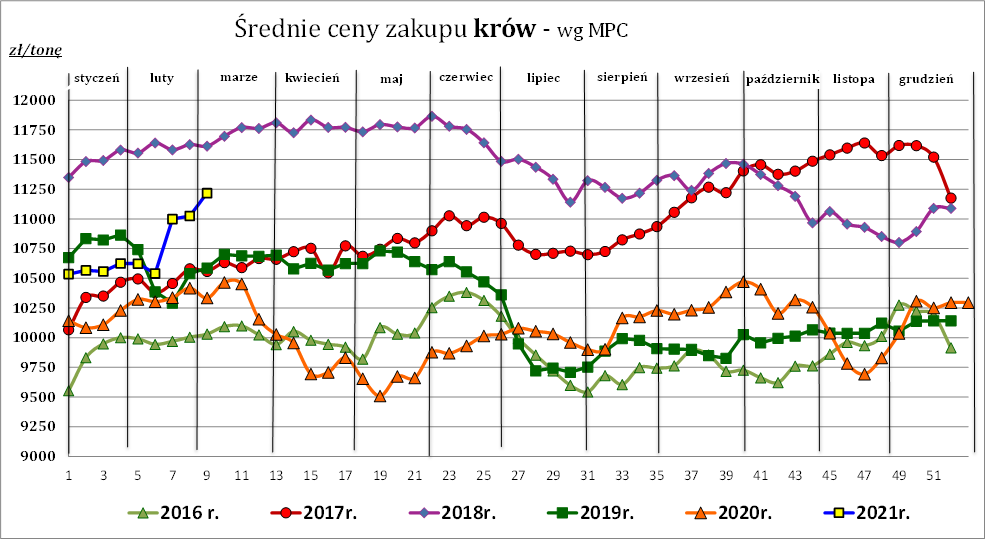 Średnie ceny zakupu krów - wg MPC
zł/tonę
styczeń luty marze kwiecień maj czerwiec lipiec sierpień wrzesień październik listopa grudzień
12000
11750
11500
11250
11000
10750
10500
10250
10000
9750
9500
9250
9000
1 3 5 7 9 11 13 15 17 19 21 23 25 27 29 31 33 35 37 39 41 43 45 47 49 51
2016 r. 2017r. 2018r. 2019r. 2020r. 2021r.